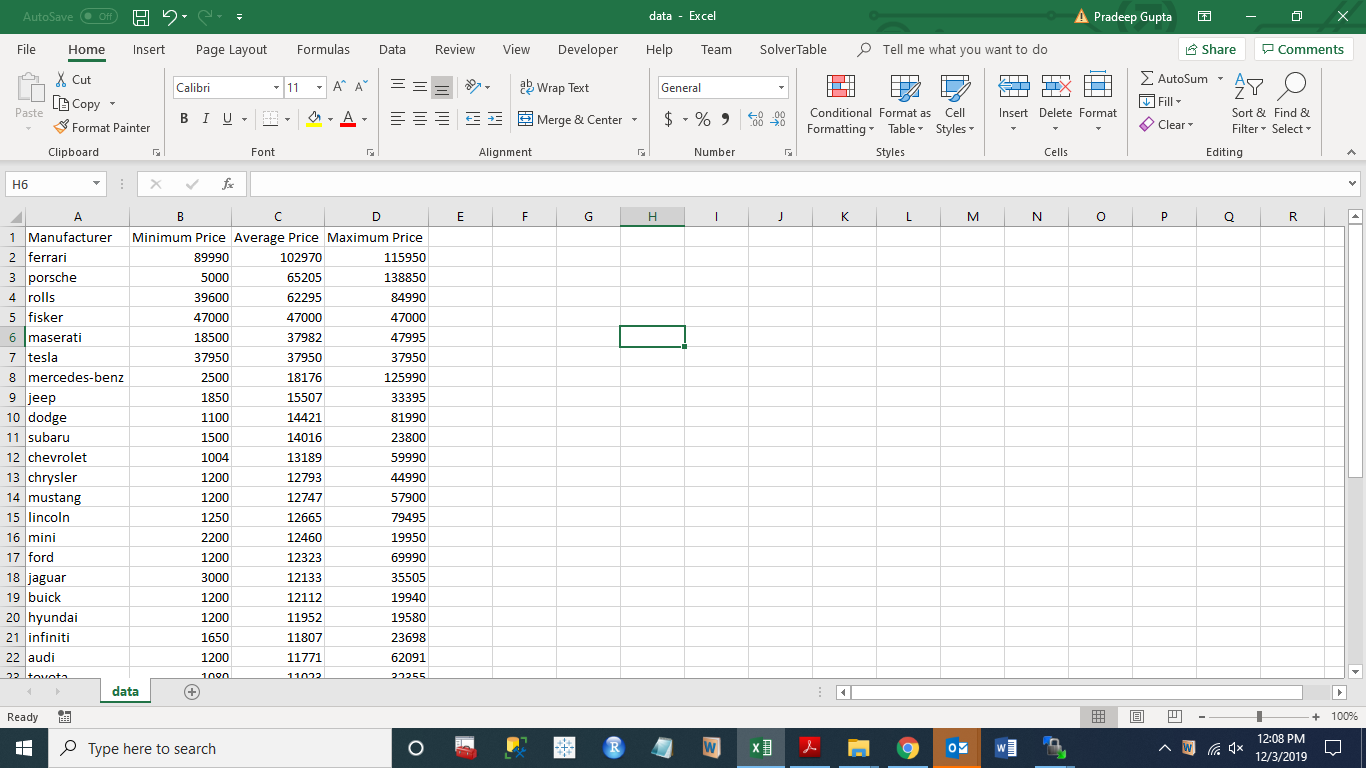 AutoSave Off
data - Excel
Pradeep Gupta
File Home Insert Page Layout Formulas Data Review View Developer Help Team SolverTable Tell me what you want to do Share Comments
Paste
Cut
Copy
Format Painter
Clipboard
Calibri 11
B I U
Font
Wrap Text
Merge & Center
Alignment
General
$ % 9
Number
Conditional Formatting
Format as Table
Cell Styles
Styles
Insert Delete Format
Cells
AutoSum
Fill
Clear
Sort & Filter
Find & Select
Editing
H6
fx
A B C D E F G H I J K L M N O P Q R
1 Manufacturer Minimum Price Average Price Maximum Price
2 ferrari 89990 102970 115950
3 porsche 5000 65205 138850
4 rolls 39600 62295 84990
5 fisker 47000 47000 47000
6 maserati 18500 37982 47995
7 tesla 37950 37950 37950
8 mercedes-benz 2500 18176 125990
9 jeep 1850 15507 33395
10 dodge 1100 14421 81990
11 subaru 1500 14016 23800
12 chevrolet 1004 13189 59990
13 chrysler 1200 12793 44990
14 mustang 1200 12747 57900
15 lincoln 1250 12665 79495
16 mini 2200 12460 19950
17 ford 1200 12323 69990
18 jaguar 3000 12133 35505
19 buick 1200 12112 19940
20 hyundai 1200 11952 19580
21 infiniti 1650 11807 23698
22 audi 1200 11771 62091
23 toyota 1080 11023 32355
data
Ready
100%
Type here to search
12:08 PM
12/3/2019